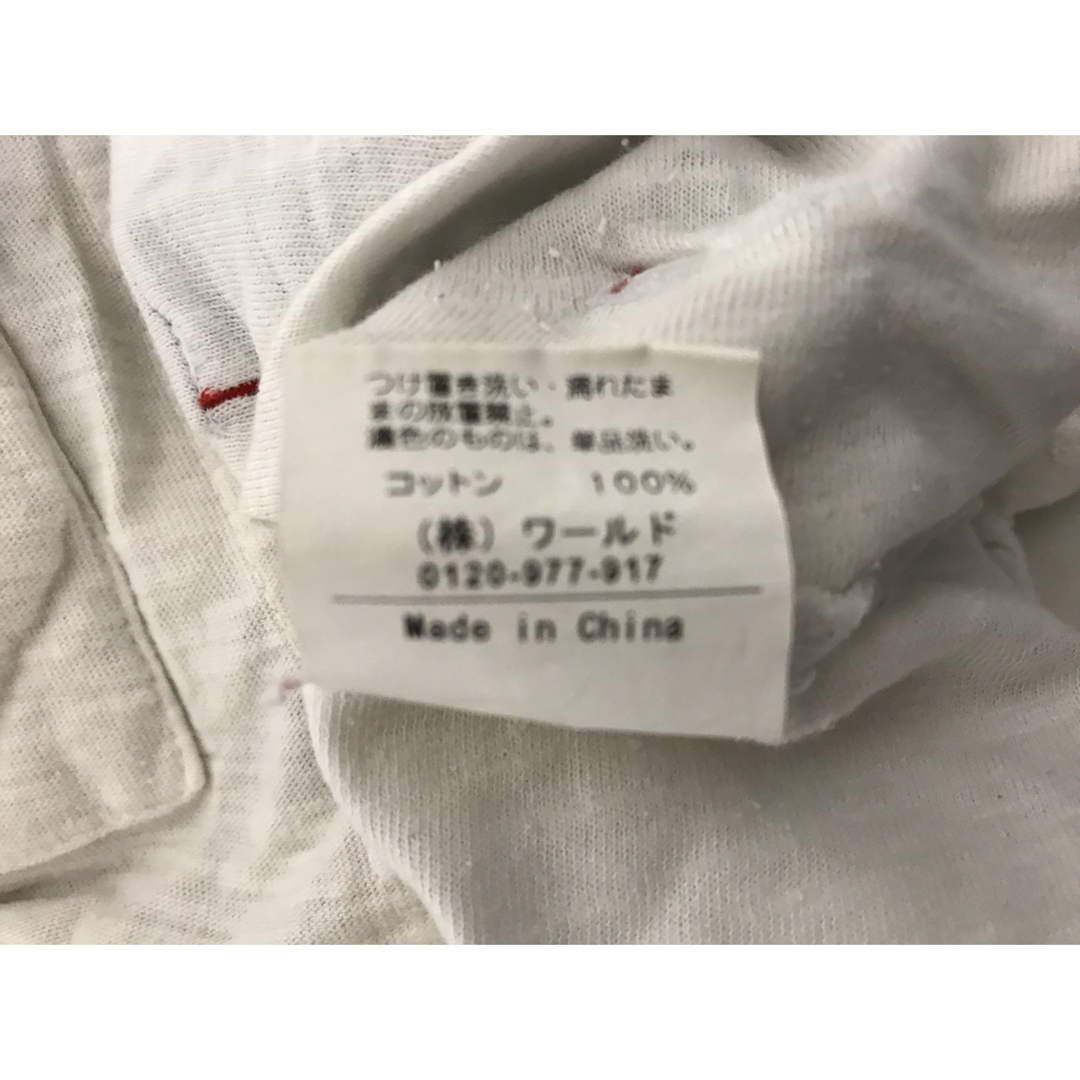 つけ置き洗い・濡れたま
まの放置禁止。
濃色のものは、単品洗い。
コットン 100%
(株) ワールド
0120-977-917
Made in China